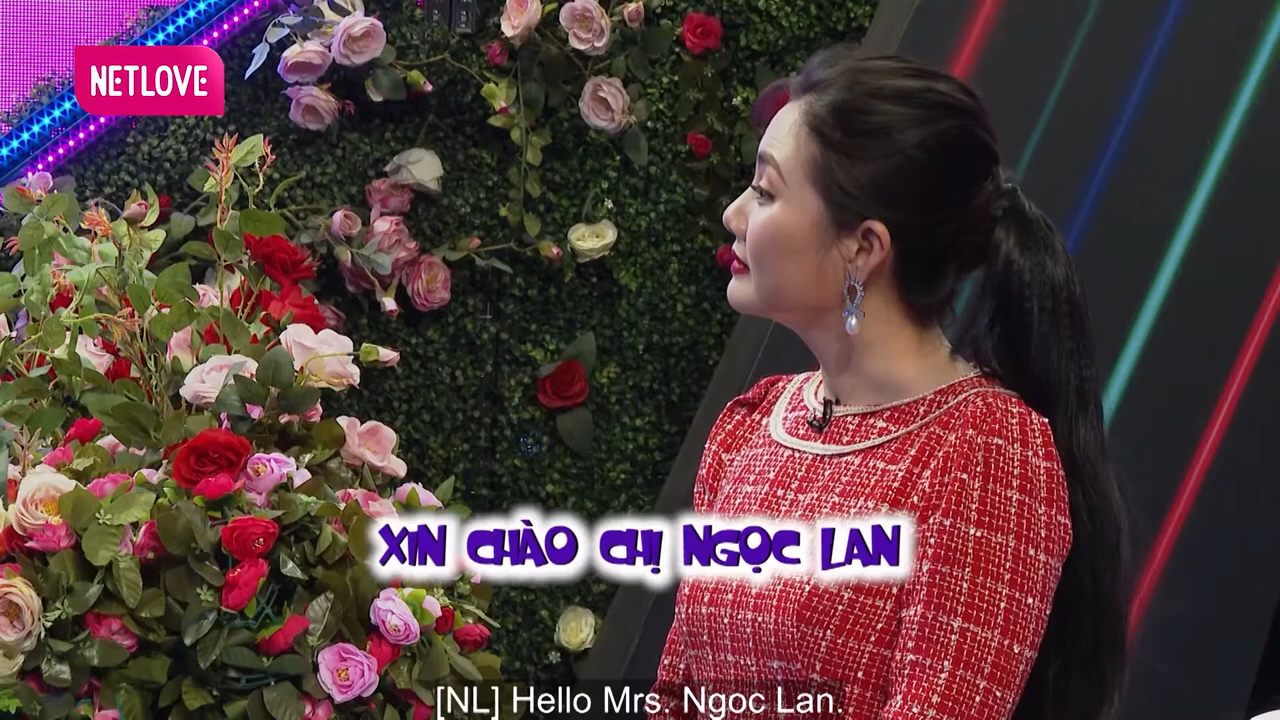 NETLOVE
XIN CHÀO CHỊ NGỌC LAN
[NL] Hello Mrs. Ngoc Lan.